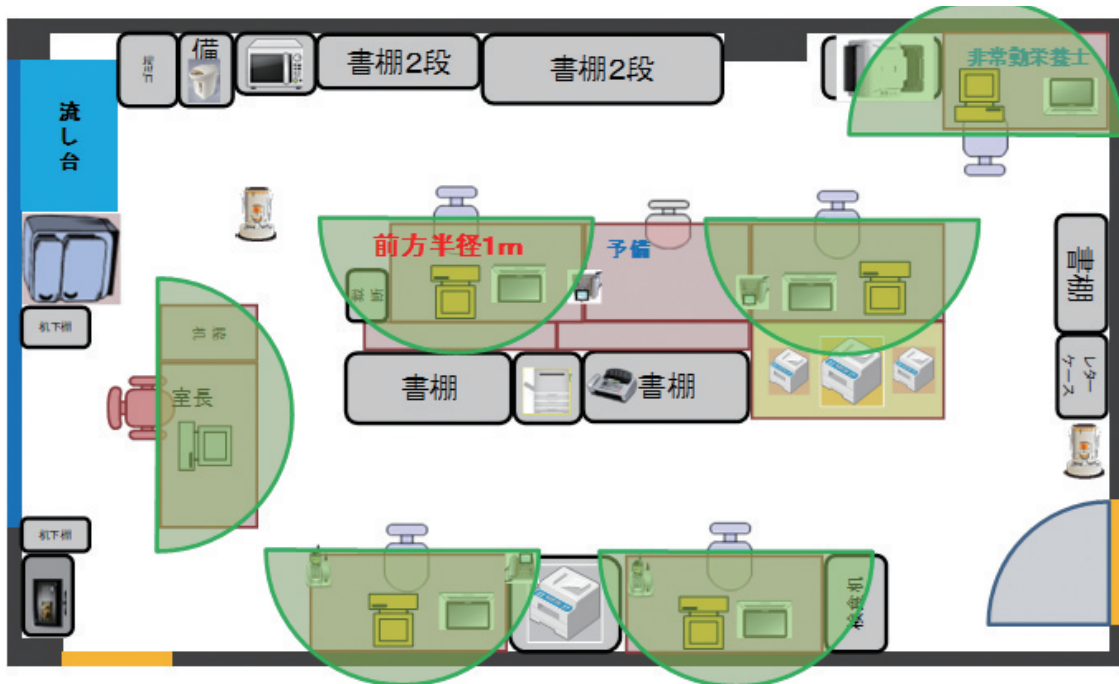 備
書棚2段
書棚2段
非常勤栄養士
流し台
前方半径1m
予備
書棚
机下棚
レターケース
室長
書棚
書棚
机下棚